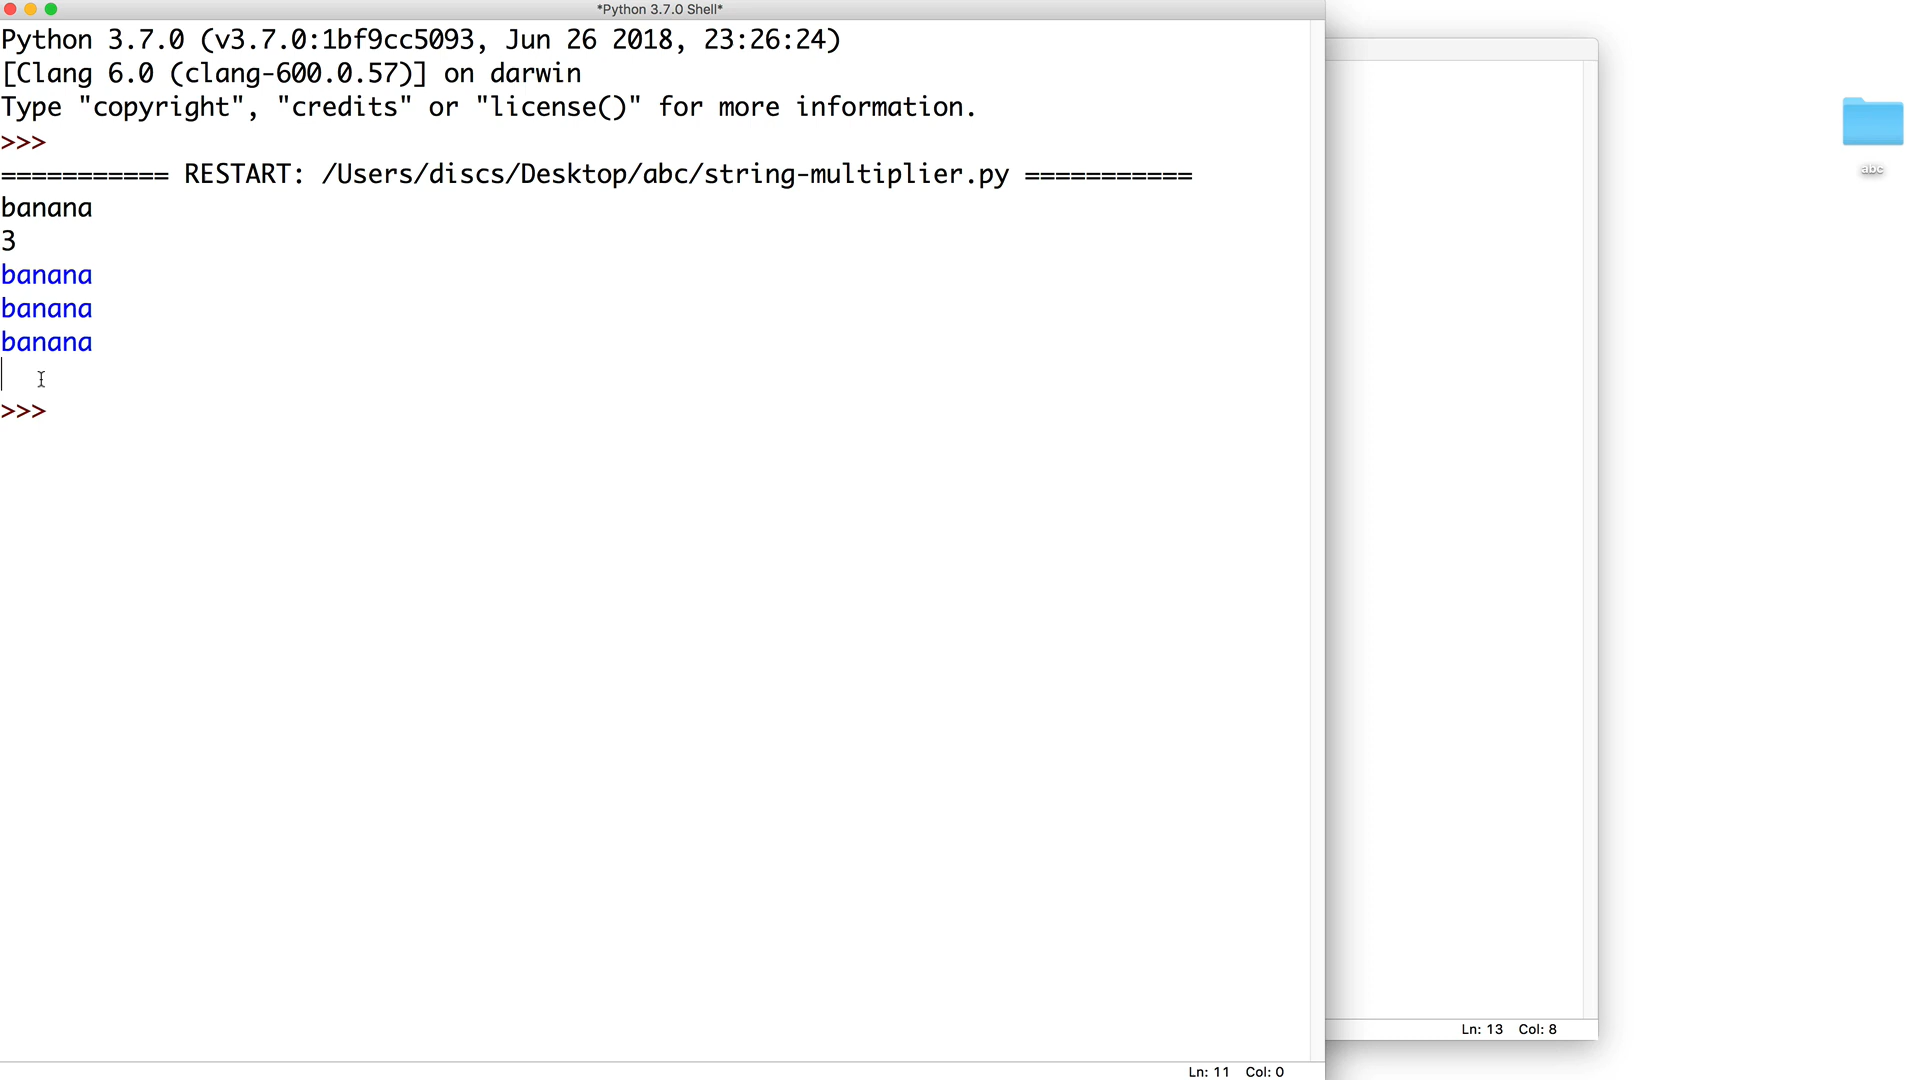 *Python 3.7.0 Shell*
Python 3.7.0 (v3.7.0:1bf9cc5093, Jun 26 2018, 23:26:24)
[Clang 6.0 (clang-600.0.57)] on darwin
Type "copyright", "credits" or "license()" for more information.
>>>
=========== RESTART: /Users/discs/Desktop/abc/string-multiplier.py ===========
banana
3
banana
banana
banana
>>>
abc
Ln: 13 Col: 8
Ln: 11 Col: 0